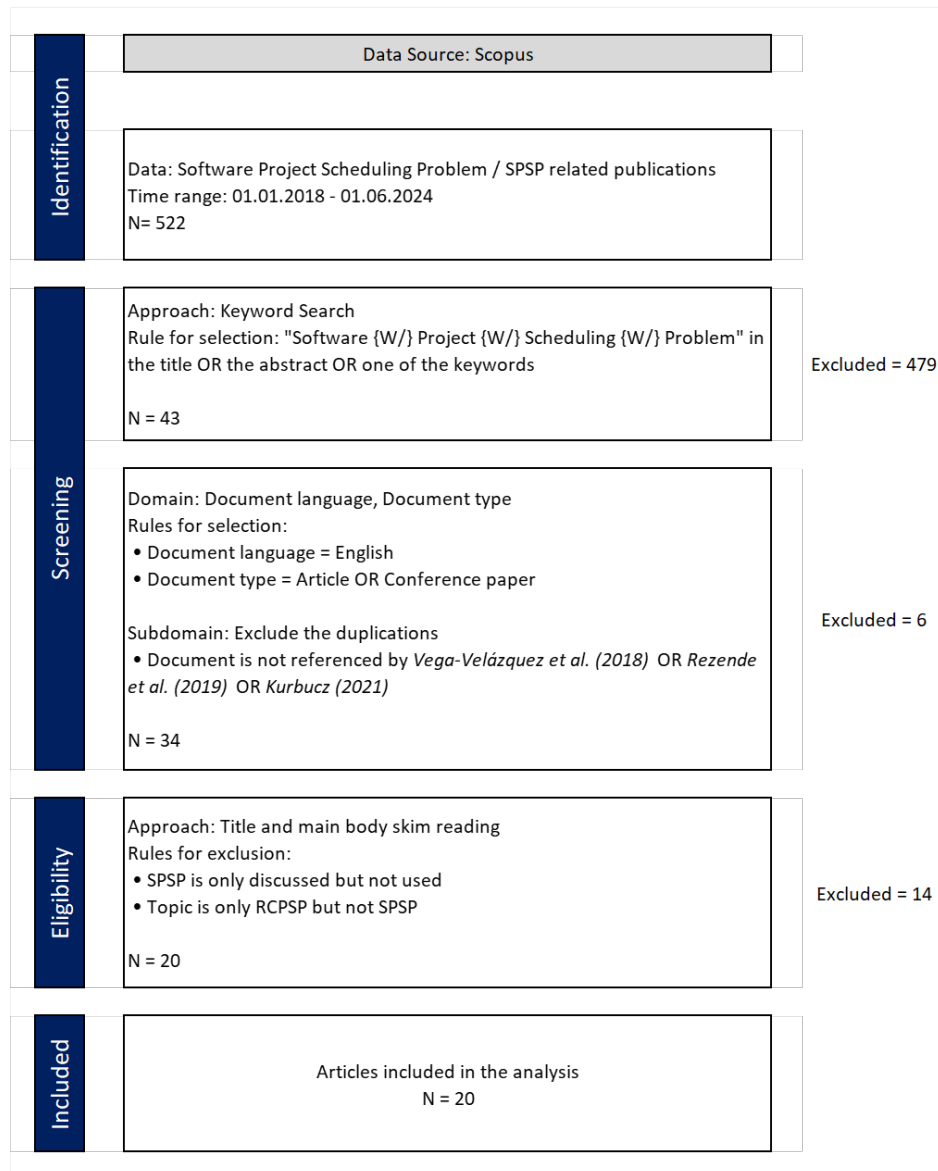 Identification
Data Source: Scopus
Data: Software Project Scheduling Problem / SPSP related publications
Time range: 01.01.2018 - 01.06.2024
N= 522
Screening
Approach: Keyword Search
Rule for selection: "Software {W/} Project {W/} Scheduling {W/} Problem" in
the title OR the abstract OR one of the keywords
N = 43
Excluded = 479
Domain: Document language, Document type
Rules for selection:
• Document language = English
• Document type = Article OR Conference paper
Subdomain: Exclude the duplications
• Document is not referenced by Vega-Velázquez et al. (2018) OR Rezende
et al. (2019) OR Kurbucz (2021)
N = 34
Excluded = 6
Eligibility
Approach: Title and main body skim reading
Rules for exclusion:
• SPSP is only discussed but not used
• Topic is only RCPSP but not SPSP
N = 20
Excluded = 14
Included
Articles included in the analysis
N = 20